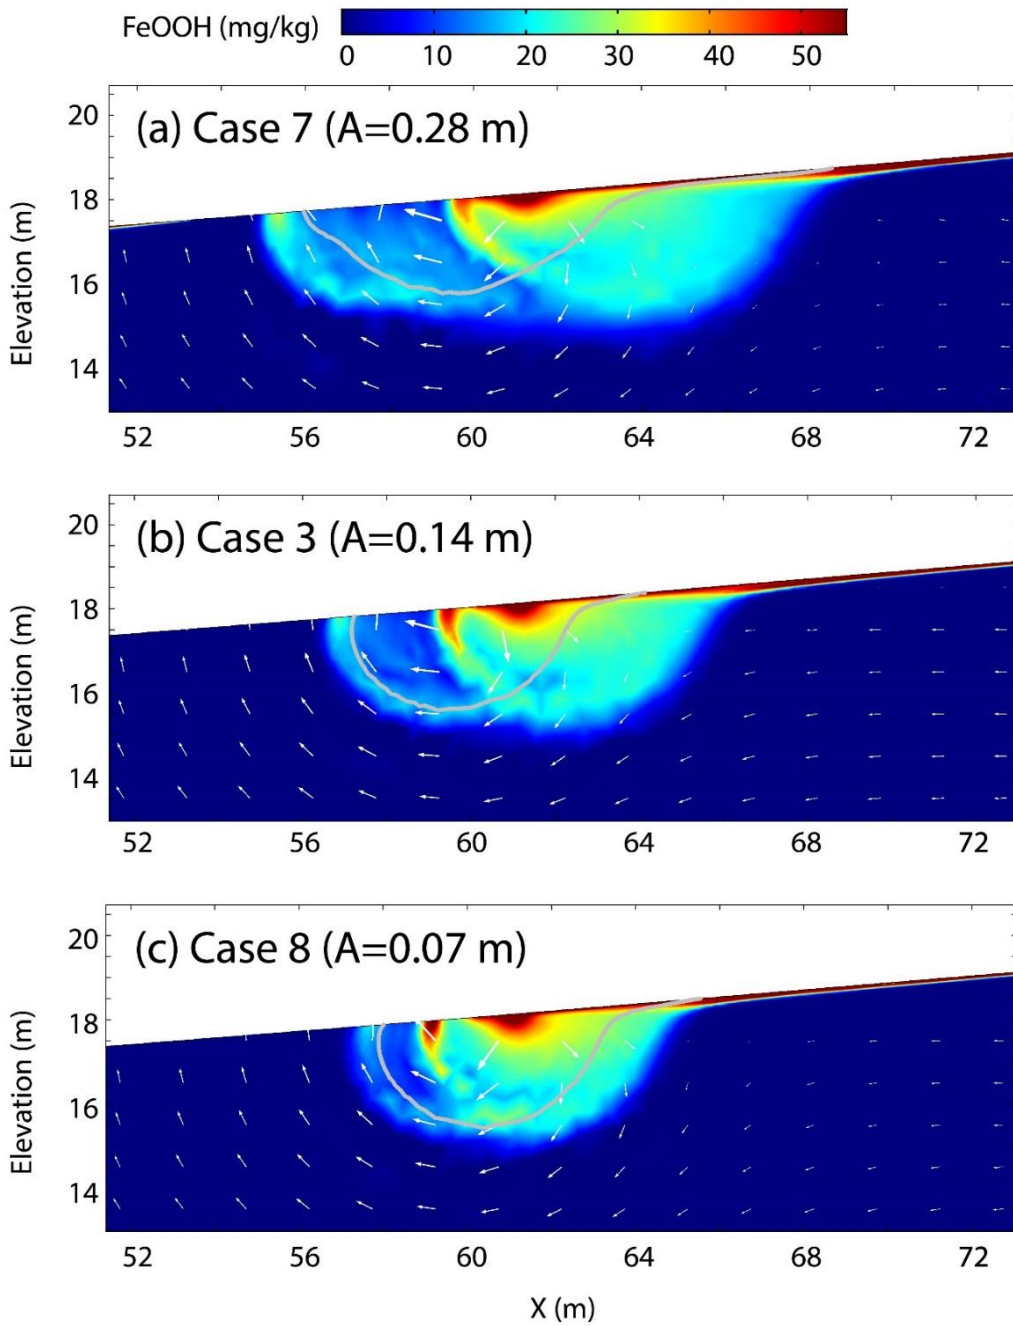 FeOOH (mg/kg)
0 10 20 30 40 50
(a) Case 7 (A=0.28 m)
20
18
16
14
Elevation (m)
52 56 60 64 68 72
(b) Case 3 (A=0.14 m)
20
18
16
14
Elevation (m)
52 56 60 64 68 72
(c) Case 8 (A=0.07 m)
20
18
16
14
Elevation (m)
52 56 60 64 68 72
X (m)